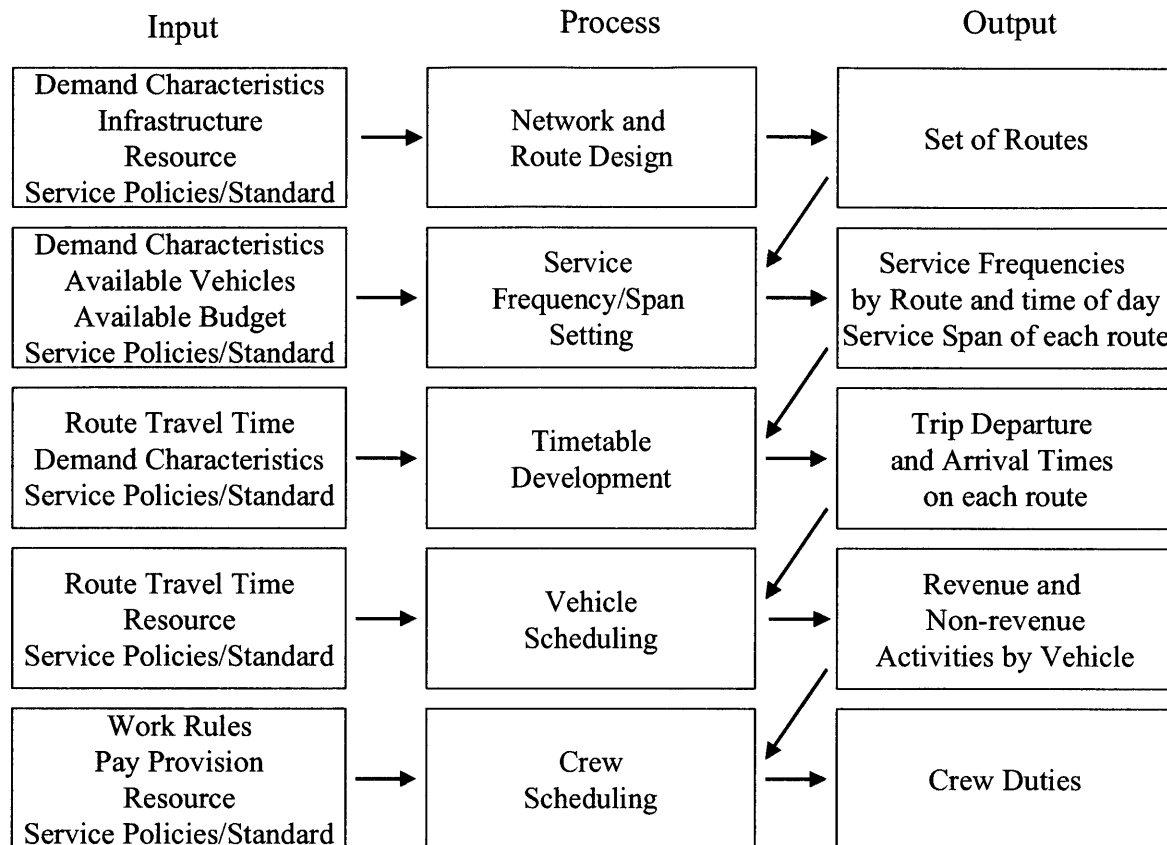 Input
Process
Output
Demand Characteristics
Infrastructure
Resource
Service Policies/Standard
Network and
Route Design
Set of Routes
Demand Characteristics
Available Vehicles
Available Budget
Service Policies/Standard
Service
Frequency/Span
Setting
Service Frequencies
by Route and time of day
Service Span of each route
Route Travel Time
Demand Characteristics
Service Policies/Standard
Timetable
Development
Trip Departure
and Arrival Times
on each route
Route Travel Time
Resource
Service Policies/Standard
Vehicle
Scheduling
Revenue and
Non-revenue
Activities by Vehicle
Work Rules
Pay Provision
Resource
Service Policies/Standard
Crew
Scheduling
Crew Duties